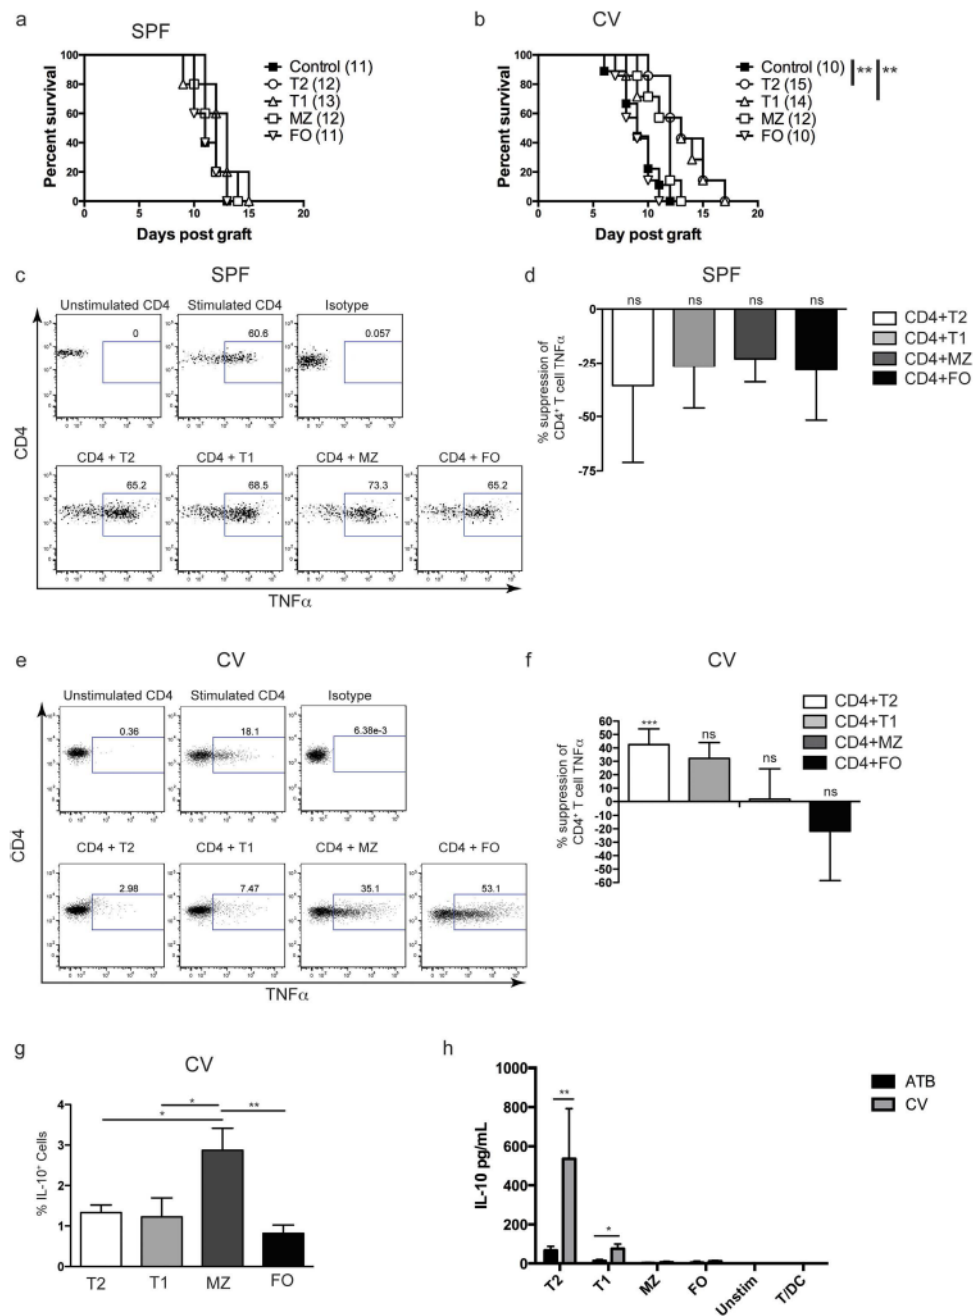 a
SPF
Percent survival
100
80
60
40
20
0
0 5 10 15 20
Days post graft
Control (11)
T2 (12)
T1 (13)
MZ (12)
FO (11)
b
CV
Percent survival
100
80
60
40
20
0
0 5 10 15 20
Day post graft
Control (10)
T2 (15)
T1 (14)
MZ (12)
FO (10)
** **
c
SPF
Unstimulated CD4 Stimulated CD4 Isotype
0 60.6 0.057
CD4 + T2 CD4 + T1 CD4 + MZ CD4 + FO
65.2 68.5 73.3 65.2
CD4
TNFα
d
SPF
ns ns ns ns
0
-25
-50
-75
% suppression of
CD4⁺ T cell TNFα
CD4+T2
CD4+T1
CD4+MZ
CD4+FO
e
CV
Unstimulated CD4 Stimulated CD4 Isotype
0.36 18.1 6.38e-3
CD4 + T2 CD4 + T1 CD4 + MZ CD4 + FO
2.98 7.47 35.1 53.1
CD4
TNFα
f
CV
CD4+T2
CD4+T1
CD4+MZ
CD4+FO
*** ns ns ns
60
50
40
30
20
10
0
-10
-20
-30
-40
-50
-60
% suppression of
CD4⁺ T cell TNFα
g
CV
% IL-10⁺ Cells
4
3
2
1
0
* * **
T2 T1 MZ FO
h
ATB
CV
IL-10 pg/mL
1000
800
600
400
200
0
** *
T2 T1 MZ FO Unstim T/DC